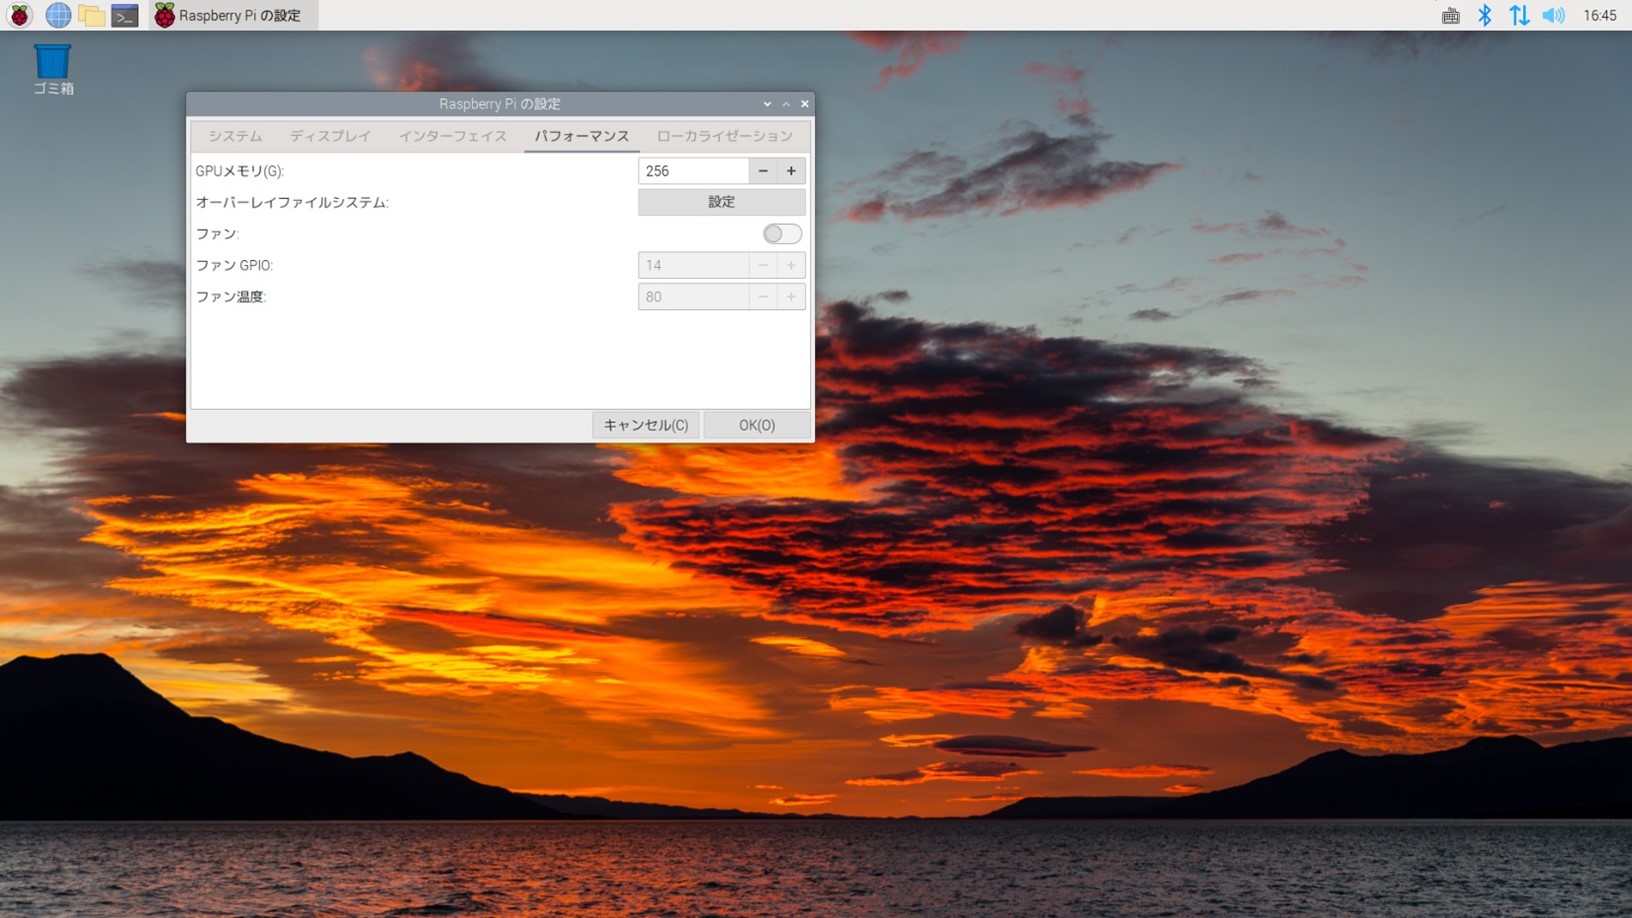 Raspberry Pi の設定
16:45
ゴミ箱
Raspberry Pi の設定
システム ディスプレイ インターフェイス パフォーマンス ローカライゼーション
GPUメモリ(G): 256
オーバーレイファイルシステム: 設定
ファン:
ファン GPIO: 14
ファン温度: 80
キャンセル(C) OK(O)